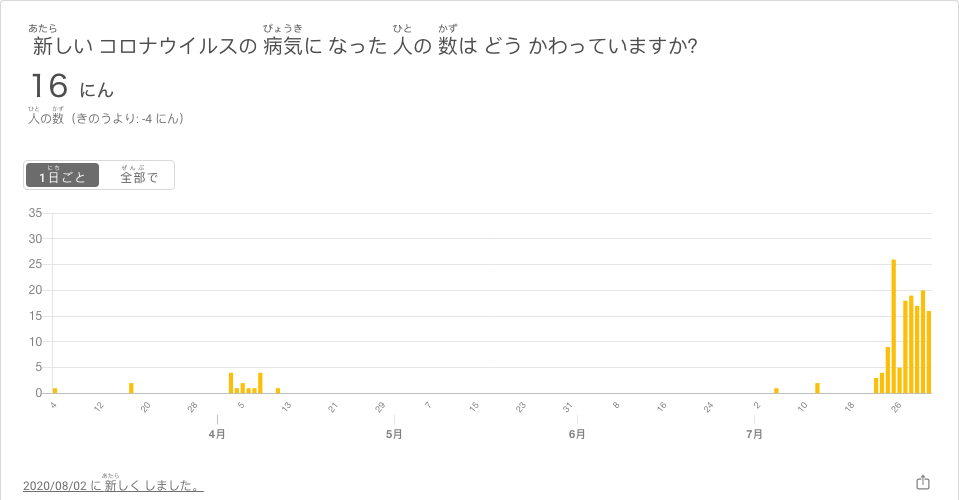 あたら びょうき ひと かず
新しい コロナウイルスの 病気に なった 人の 数は どう かわっていますか?
16 にん
ひと かず
人の数（きのうより: -4 にん）
にち ぜんぶ
1日ごと 全部で
35
30
25
20
15
10
5
0
4 12 20 28 5 13 21 29 7 15 23 31 8 16 24 2 10 18 26
4月 5月 6月 7月
あたら
2020/08/02 に 新しく しました。